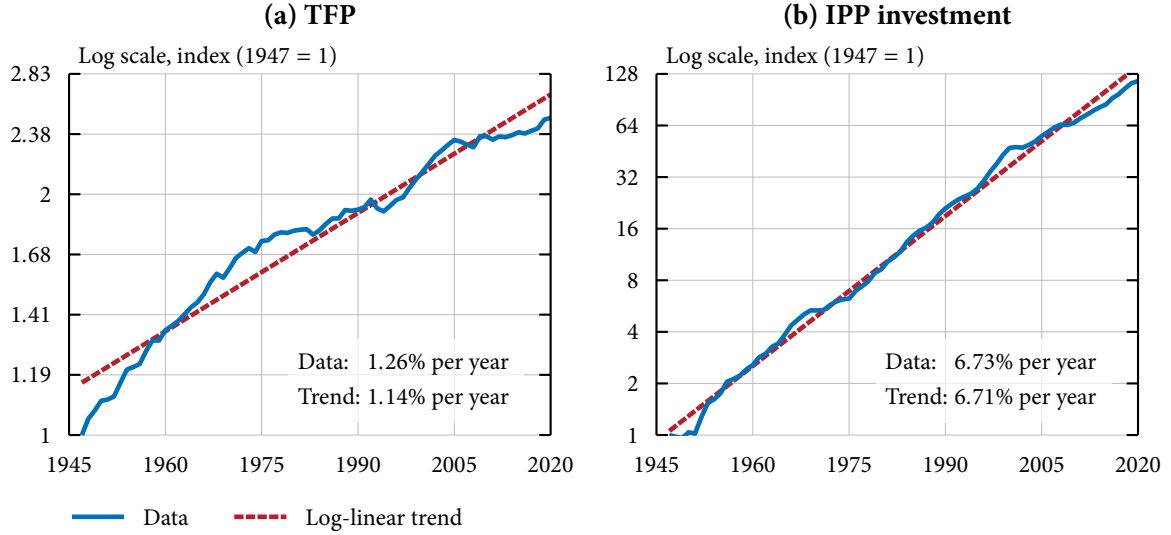 (a) TFP
Log scale, index (1947 = 1)
2.83
2.38
2
1.68
1.41
1.19
1
Data: 1.26% per year
Trend: 1.14% per year
1945 1960 1975 1990 2005 2020
(b) IPP investment
Log scale, index (1947 = 1)
128
64
32
16
8
4
2
1
Data: 6.73% per year
Trend: 6.71% per year
1945 1960 1975 1990 2005 2020
Data Log-linear trend